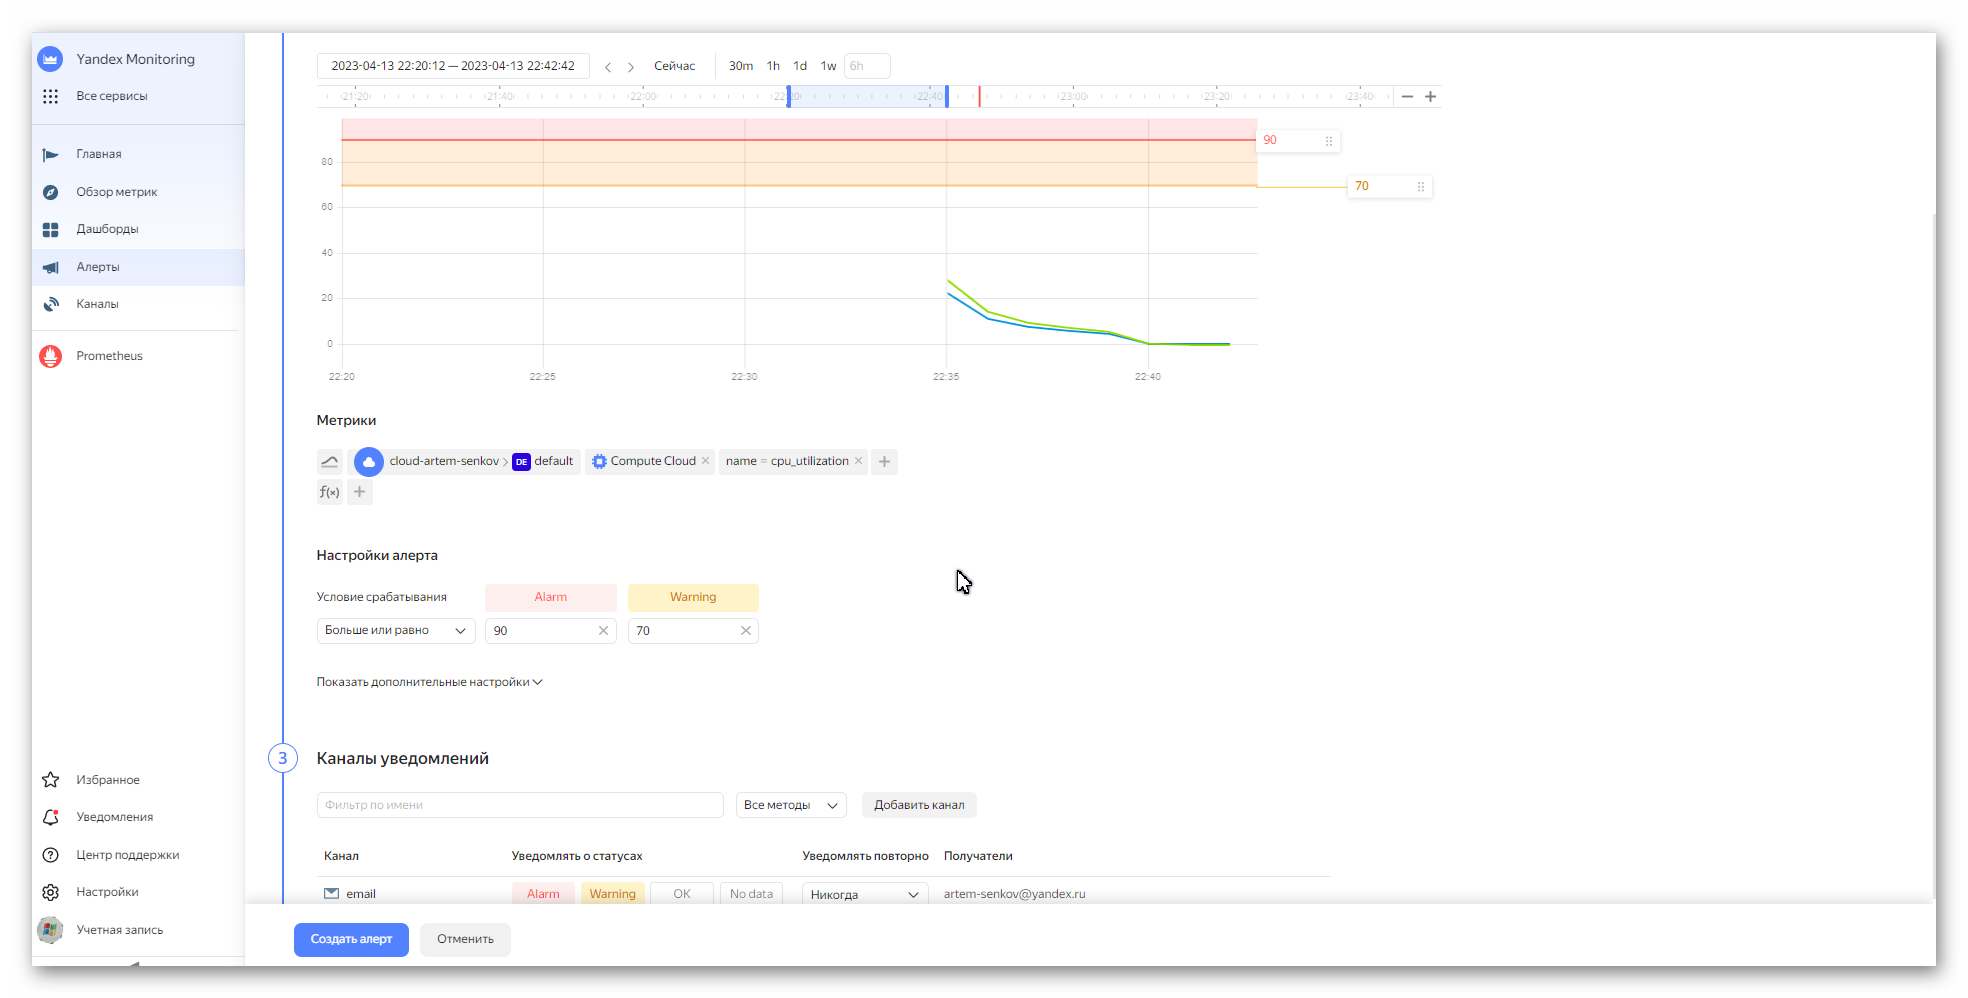 Yandex Monitoring
Все сервисы
Главная
Обзор метрик
Дашборды
Алерты
Каналы
Prometheus
Избранное
Уведомления
Центр поддержки
Настройки
Учетная запись
2023-04-13 22:20:12 — 2023-04-13 22:42:42
Сейчас
30m 1h 1d 1w 6h
21:20 21:40 22:00 22:20 22:40 23:00 23:20 23:40
90
70
80
60
40
20
0
22:20 22:25 22:30 22:35 22:40
Метрики
cloud-artem-senkov > DE default Compute Cloud × name = cpu_utilization × +
f(x) +
Настройки алерта
Условие срабатывания Alarm Warning
Больше или равно 90 70
Показать дополнительные настройки
3 Каналы уведомлений
Фильтр по имени Все методы Добавить канал
Канал Уведомлять о статусах Уведомлять повторно Получатели
email Alarm Warning OK No data Никогда artem-senkov@yandex.ru
Создать алерт Отменить